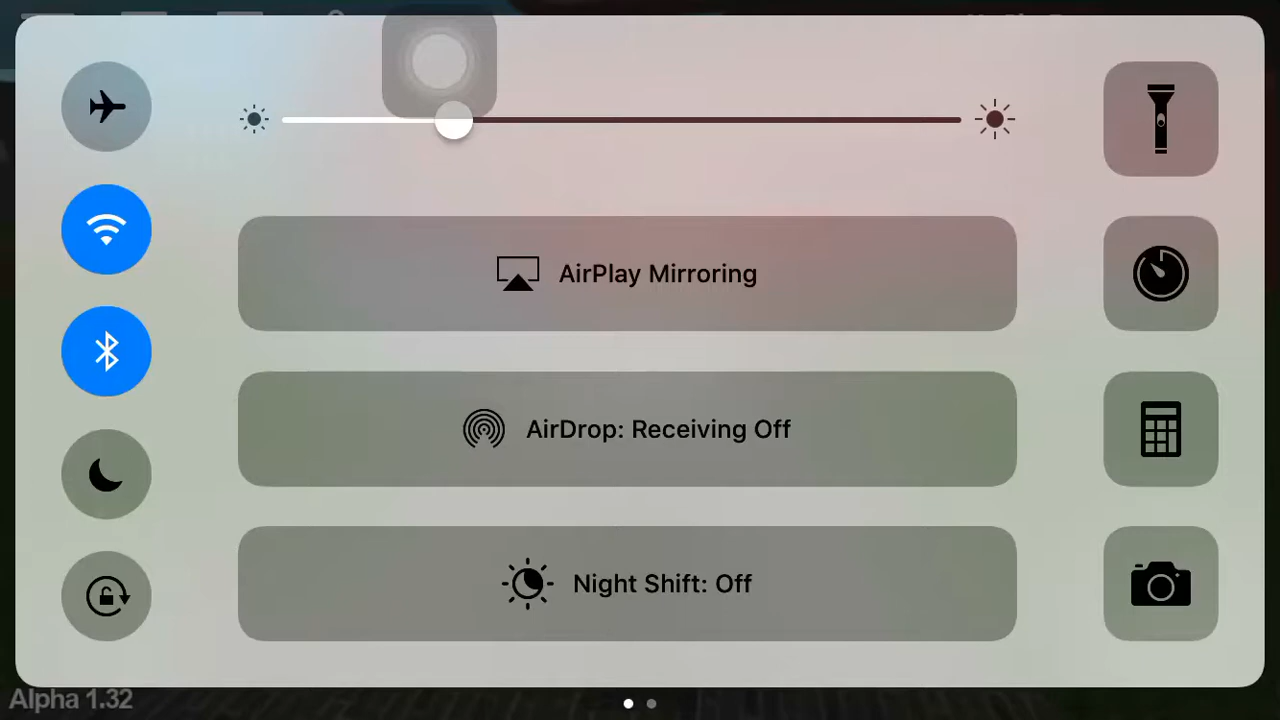 AirPlay Mirroring
AirDrop: Receiving Off
Night Shift: Off
Alpha 1.32